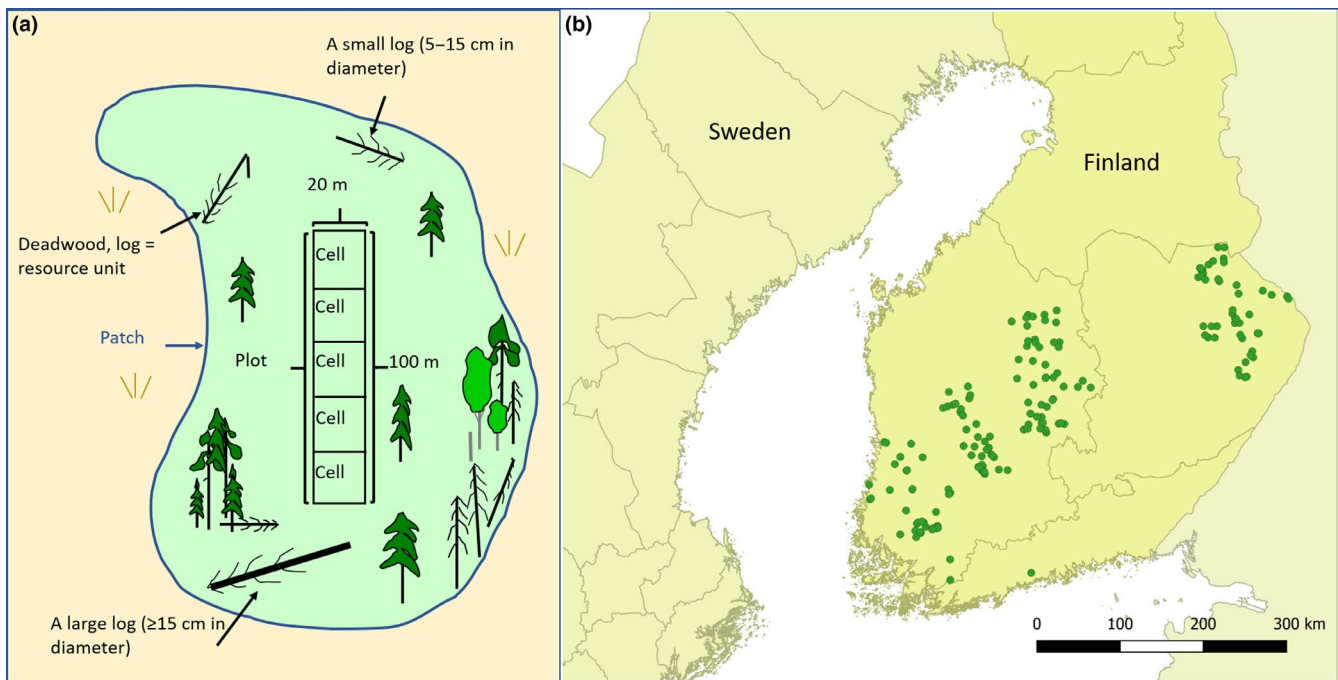 (a)
A small log (5–15 cm in
diameter)
20 m
Deadwood, log =
resource unit
Cell
Cell
Patch
Plot
Cell
100 m
Cell
Cell
A large log (≥15 cm in
diameter)
(b)
Sweden
Finland
0 100 200 300 km